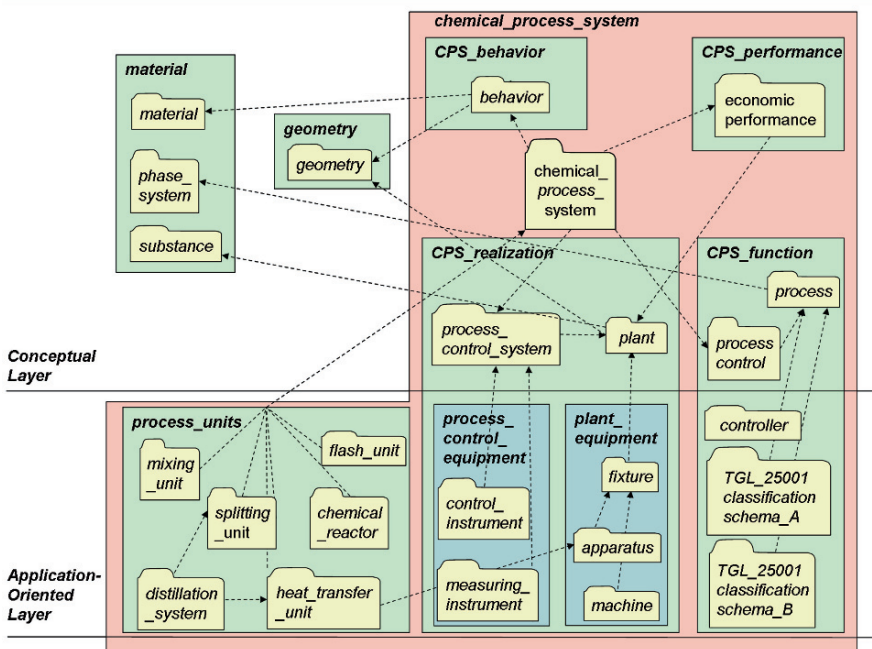 chemical_process_system
CPS_behavior
behavior
CPS_performance
economic
performance
material
material
phase_
system
substance
geometry
geometry
chemical_
process_
system
CPS_realization
process_
control_system
plant
CPS_function
process
process
control
Conceptual
Layer
process_units
mixing
_unit
flash_unit
splitting
_unit
chemical
_reactor
distillation
_system
heat_transfer
_unit
process_
control_
equipment
control_
instrument
measuring_
instrument
plant_
equipment
fixture
apparatus
machine
controller
TGL_25001
classification
schema_A
TGL_25001
classification
schema_B
Application-
Oriented
Layer